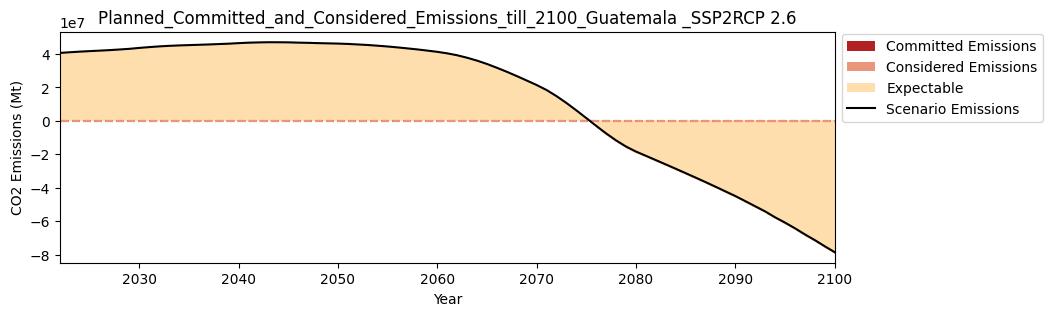 Planned_Committed_and_Considered_Emissions_till_2100_Guatemala _SSP2RCP 2.6
1e7
CO2 Emissions (Mt)
4
2
0
−2
−4
−6
−8
2030 2040 2050 2060 2070 2080 2090 2100
Year
Committed Emissions
Considered Emissions
Expectable
Scenario Emissions